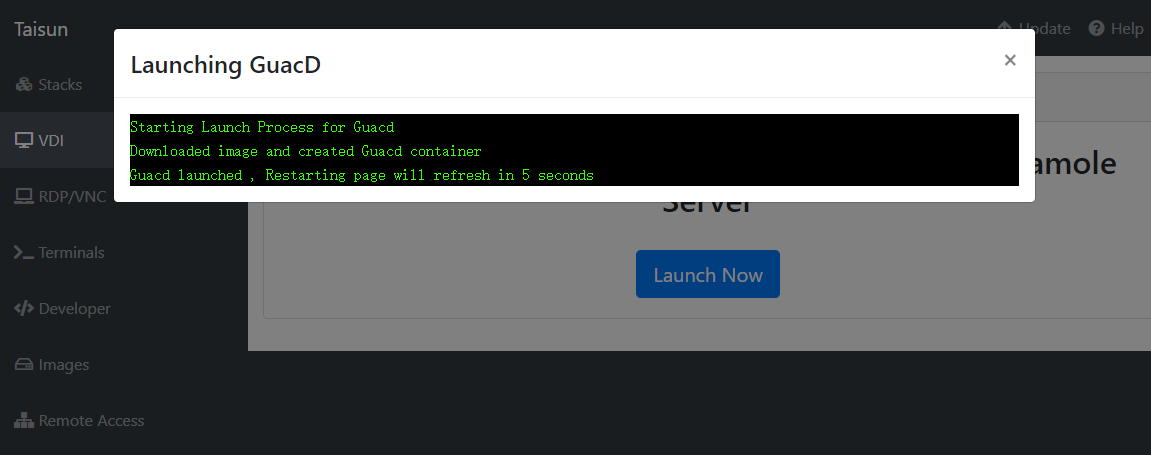 Taisun
Update
Help
Launching GuacD
×
Stacks
VDI
RDP/VNC
Terminals
Developer
Images
Remote Access
Starting Launch Process for Guacd
Downloaded image and created Guacd container
Guacd launched , Restarting page will refresh in 5 seconds
amole
Server
Launch Now